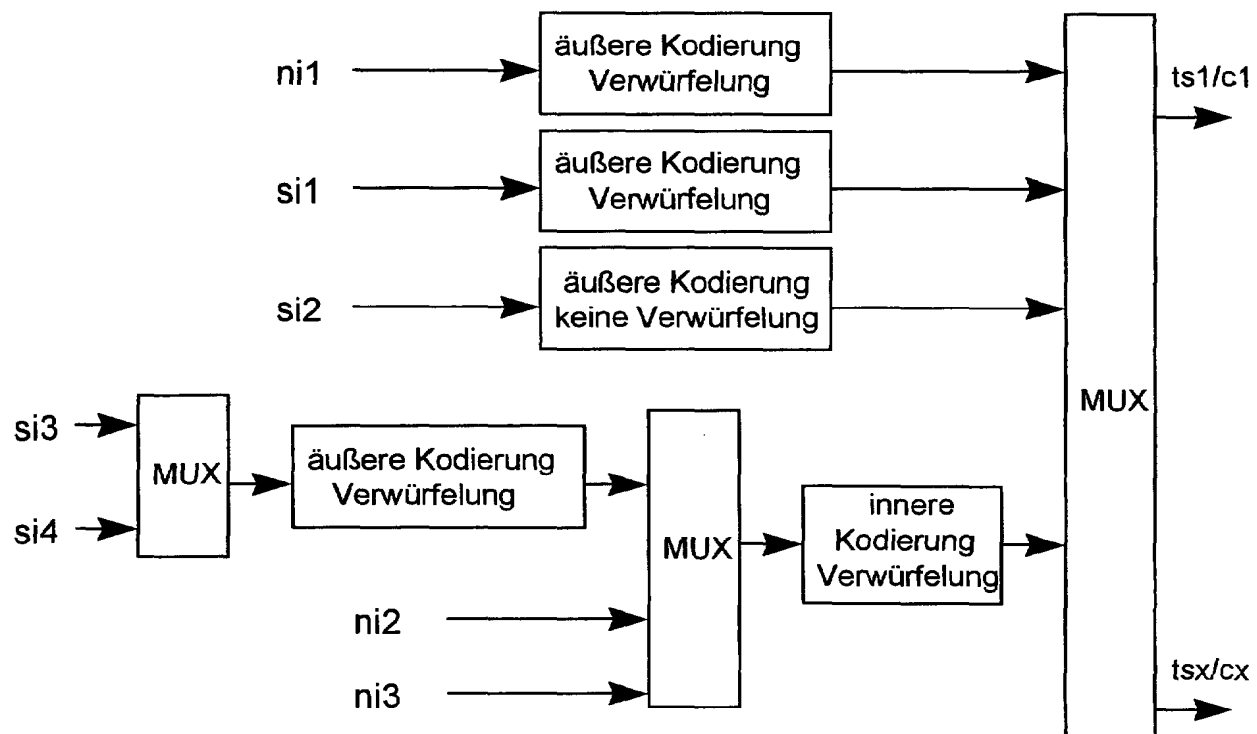 ni1
äußere Kodierung
Verwürfelung
ts1/c1
si1
äußere Kodierung
Verwürfelung
si2
äußere Kodierung
keine Verwürfelung
MUX
si3
si4
MUX
äußere Kodierung
Verwürfelung
MUX
innere
Kodierung
Verwürfelung
ni2
ni3
tsx/cx